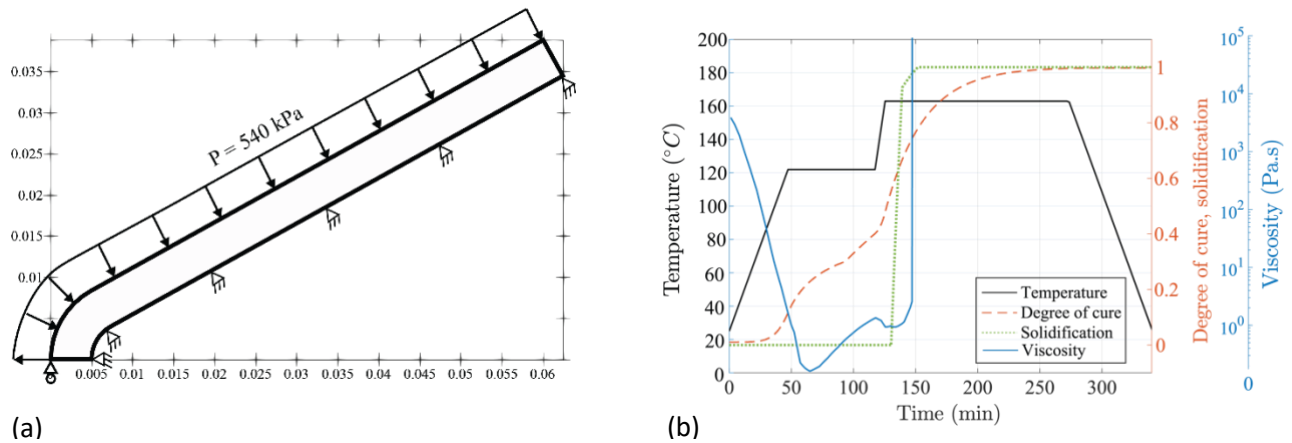 P = 540 kPa
0.035
0.03
0.025
0.02
0.015
0.01
0.005 0.01 0.015 0.02 0.025 0.03 0.035 0.04 0.045 0.05 0.055 0.06
(a)
Temperature (°C)
200
180
160
140
120
100
80
60
40
20
0
0 50 100 150 200 250 300
Time (min)
Temperature
Degree of cure
Solidification
Viscosity
1
0.8
0.6
0.4
0.2
0
Degree of cure, solidification
10^5
10^4
10^3
10^2
10^1
10^0
0
Viscosity (Pa.s)
(b)